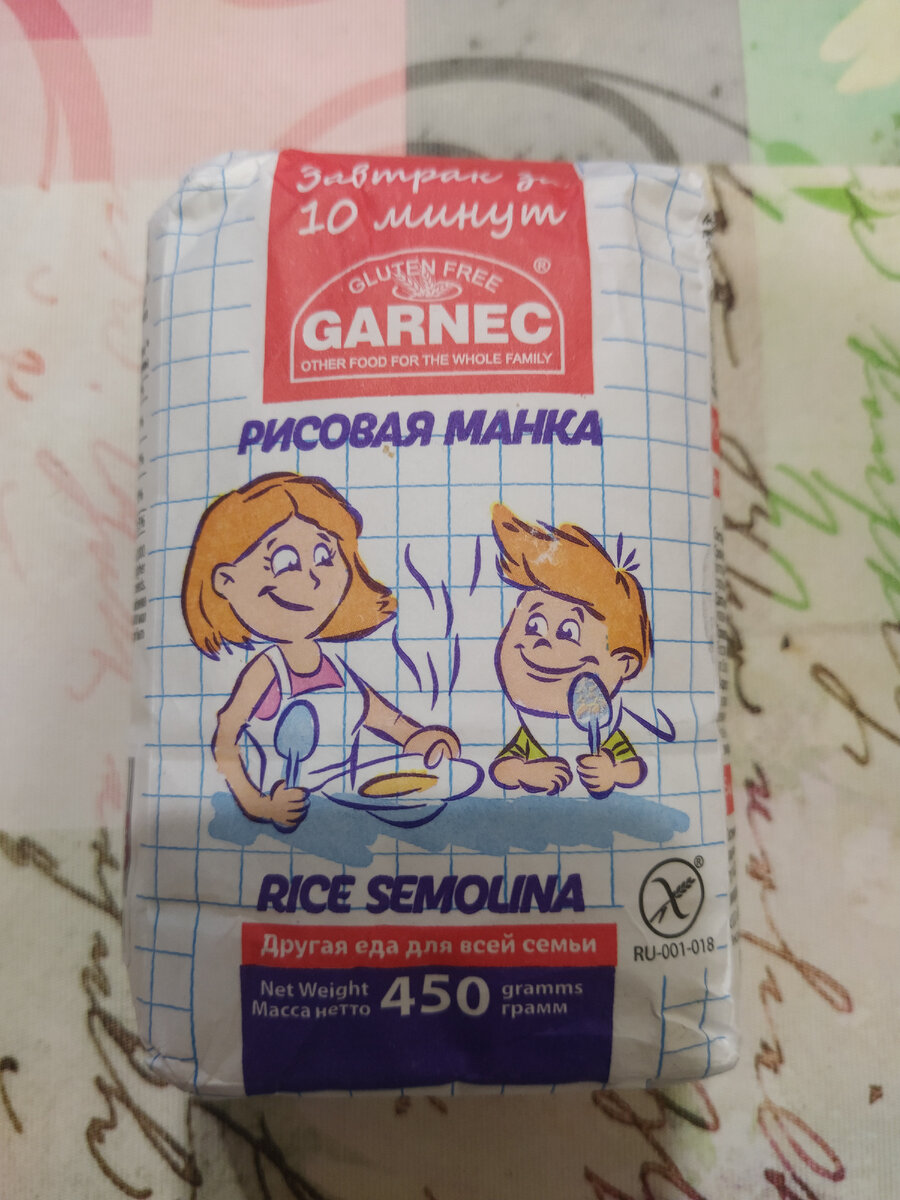 Завтрак за
10 минут
GLUTEN FREE ®
GARNEC
OTHER FOOD FOR THE WHOLE FAMILY
РИСОВАЯ МАНКА
RICE SEMOLINA
®
RU-001-018
Другая еда для всей семьи
Net Weight 450 gramms
Масса нетто грамм